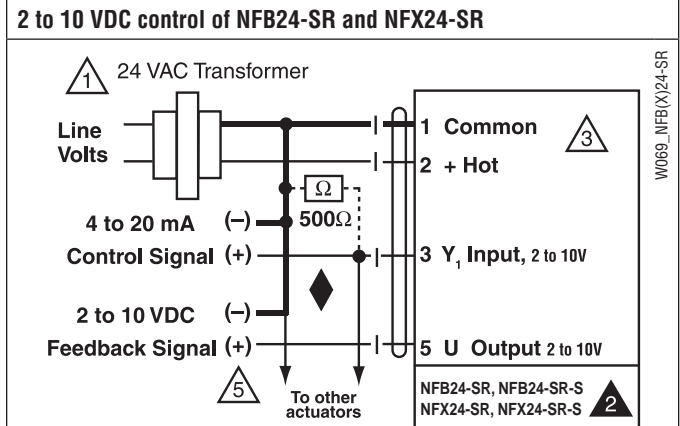 2 to 10 VDC control of NFB24-SR and NFX24-SR
1 24 VAC Transformer
Line
Volts
1 Common
3
2 + Hot
Ω
500Ω
4 to 20 mA (–)
Control Signal (+)
3 Y1 Input, 2 to 10V
2 to 10 VDC (–)
Feedback Signal (+)
5 U Output 2 to 10V
5
To other
actuators
NFB24-SR, NFB24-SR-S
NFX24-SR, NFX24-SR-S
2
W069_NFB(X)24-SR